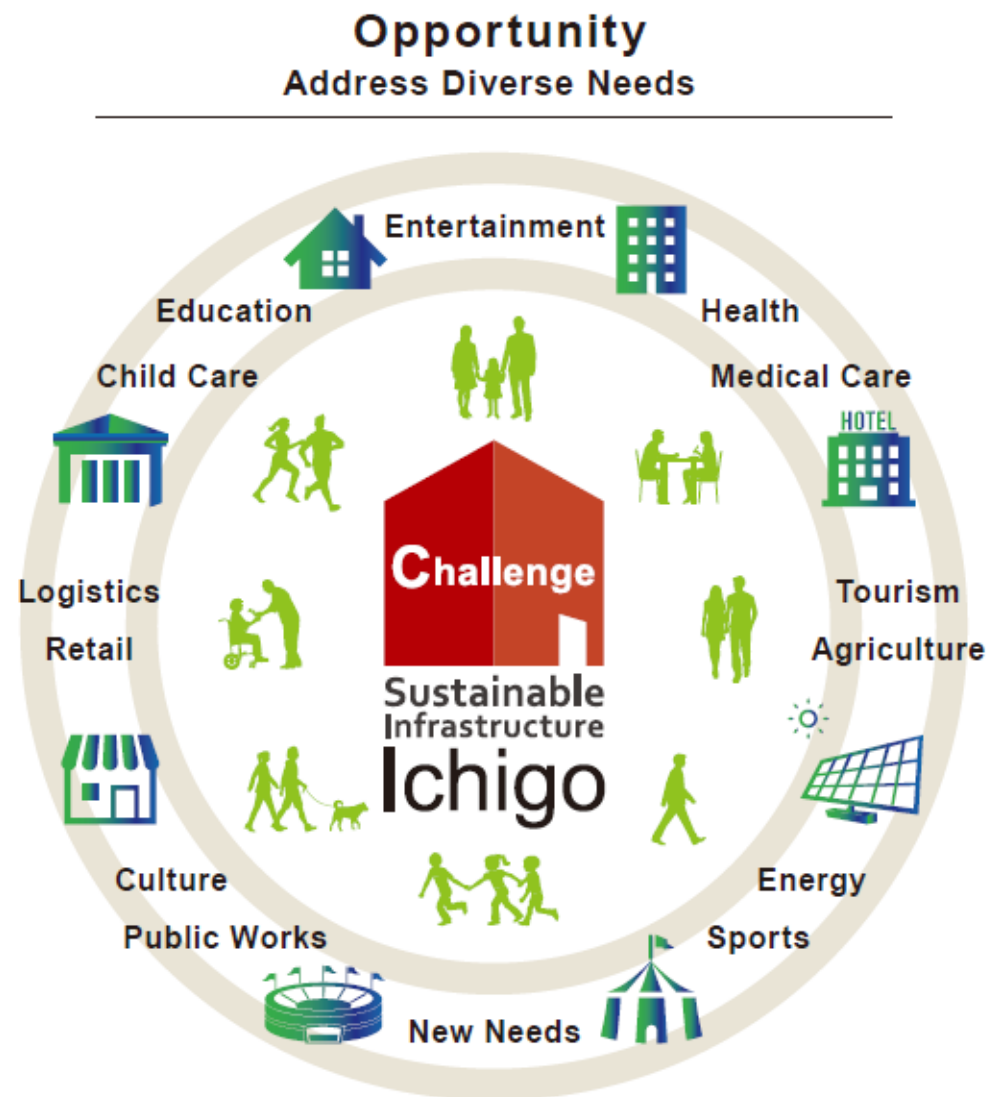 Opportunity
Address Diverse Needs
Entertainment
Education
Health
Child Care
Medical Care
HOTEL
Challenge
Logistics
Tourism
Retail
Agriculture
Sustainable
Infrastructure
Ichigo
Culture
Energy
Public Works
Sports
New Needs